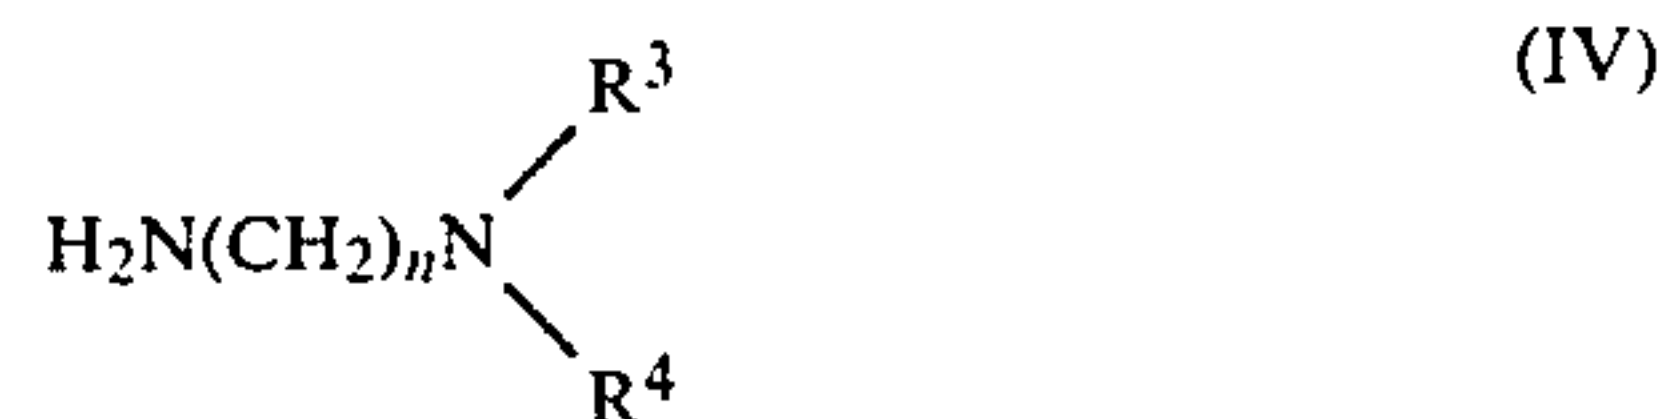 (IV)
R³
H₂N(CH₂)ₙN
R⁴